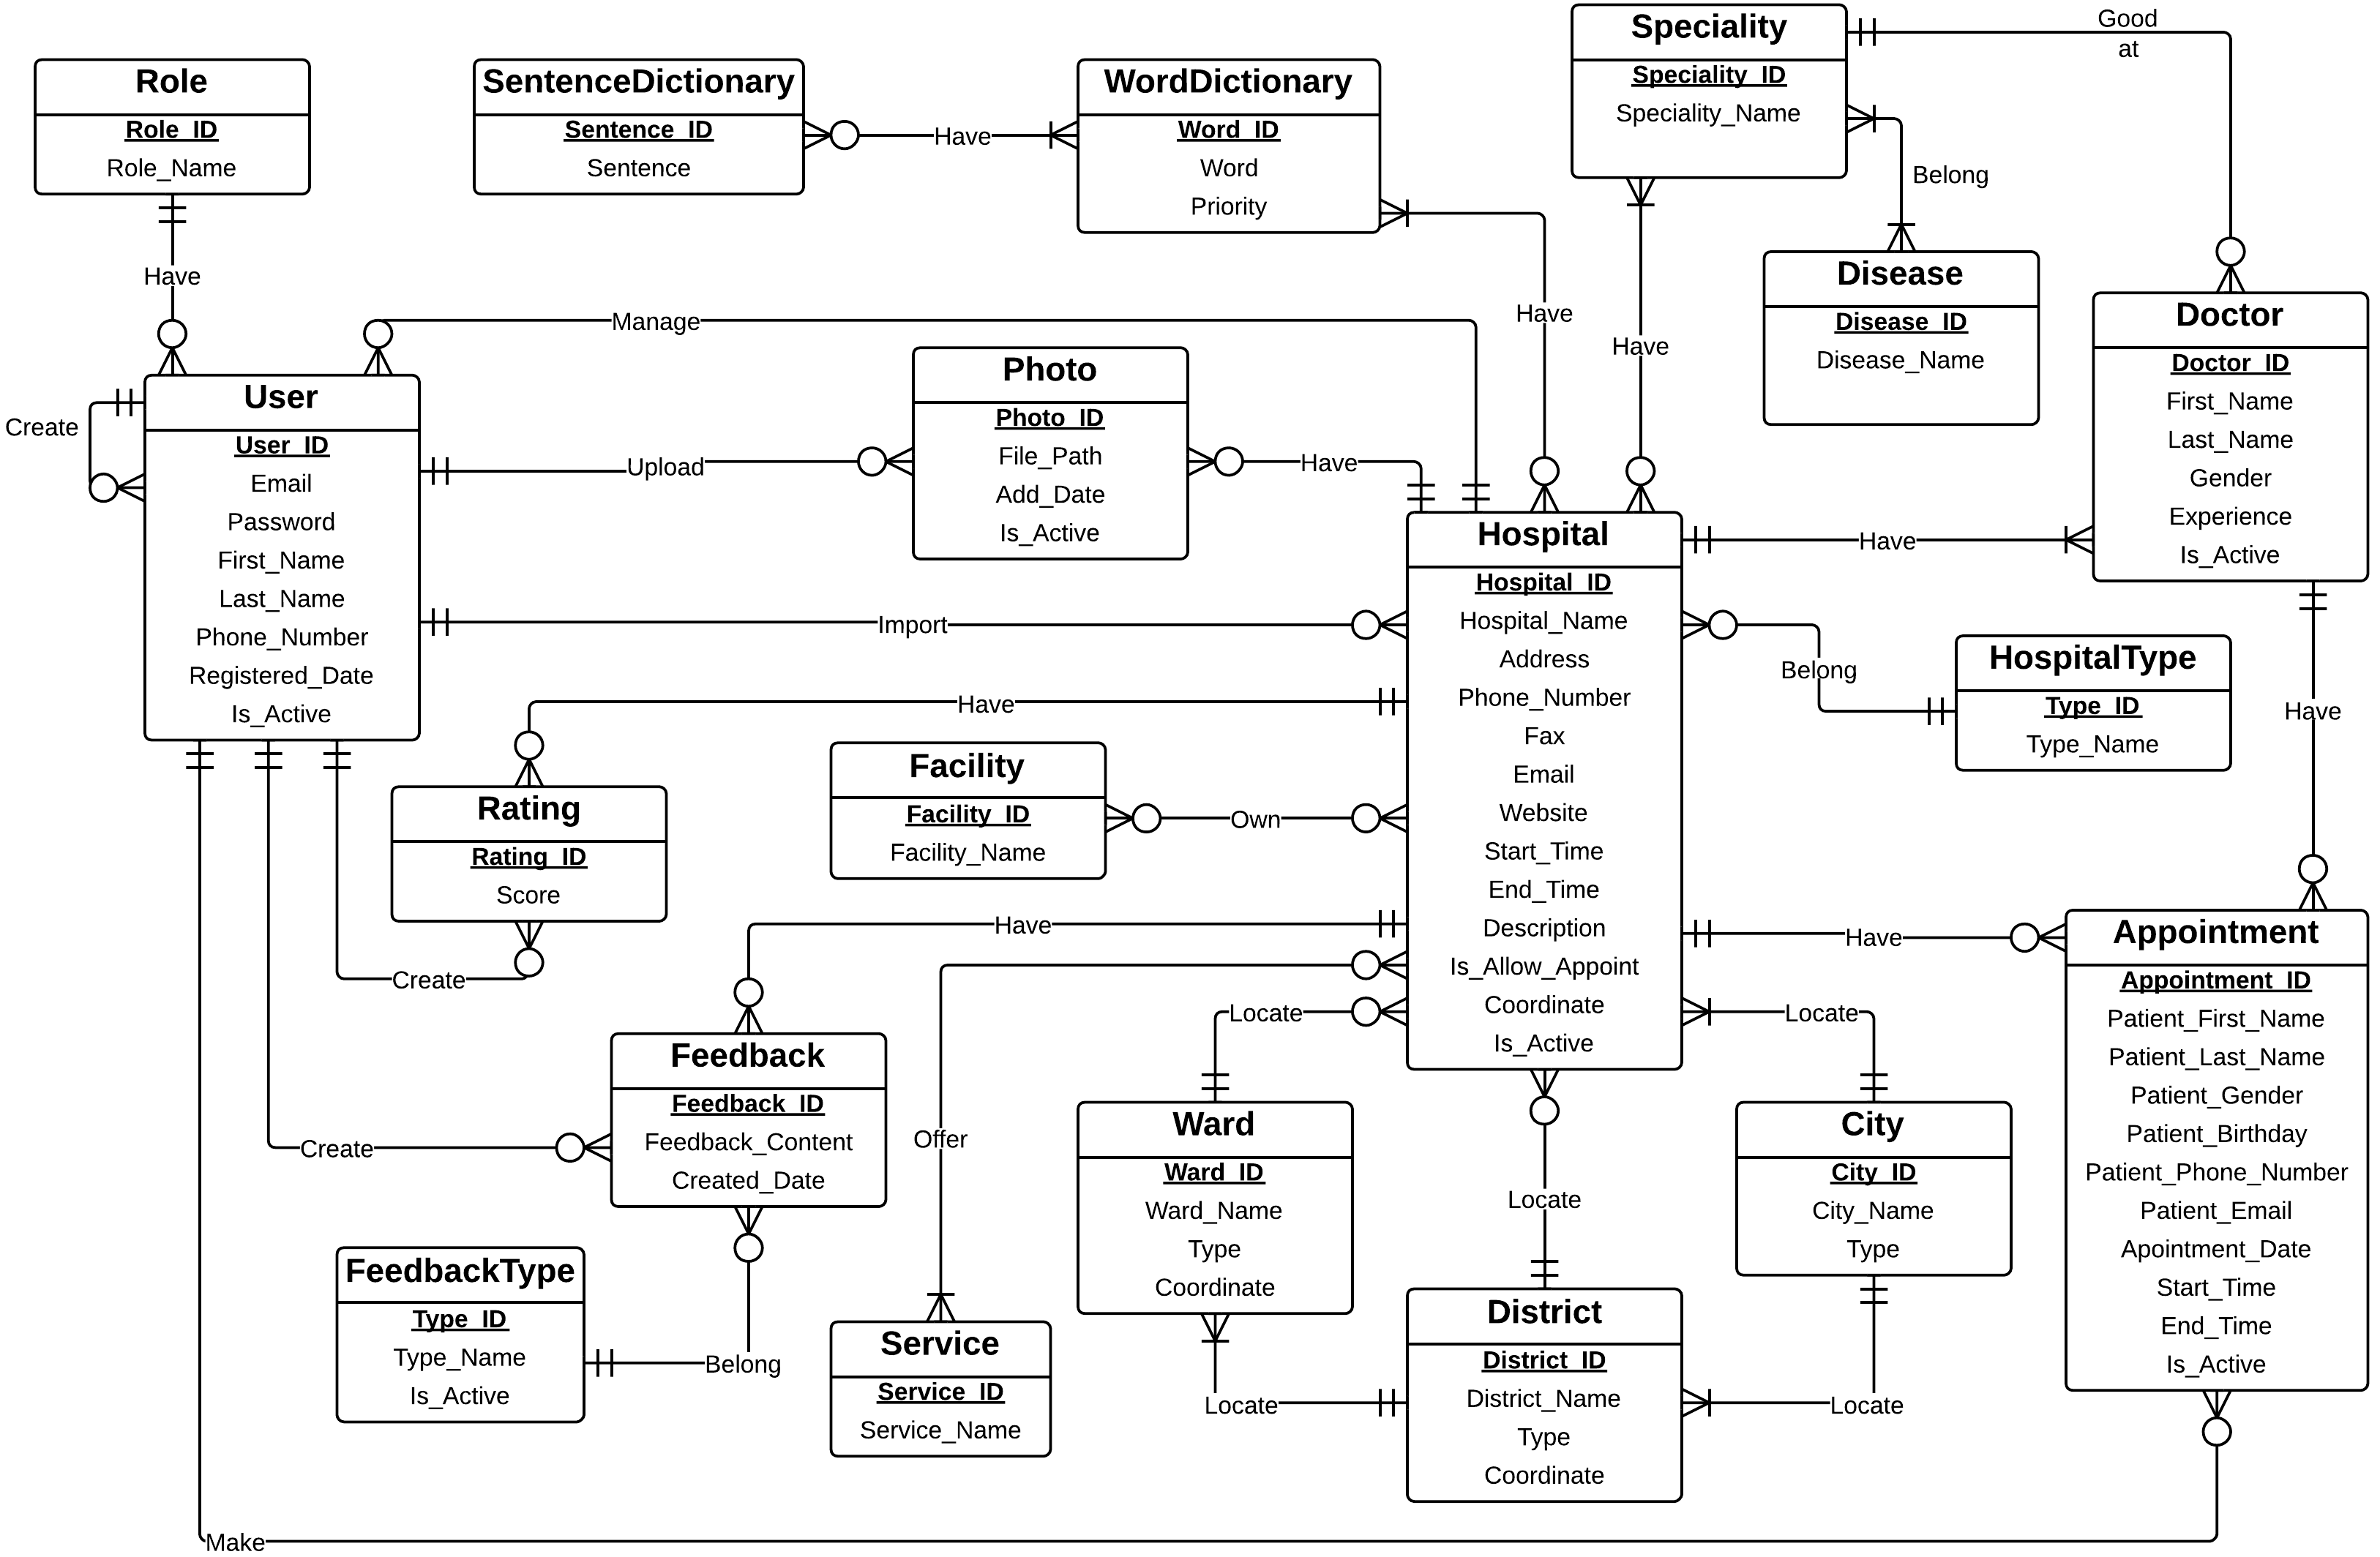 Role
Role_ID
Role_Name
Have
SentenceDictionary
Sentence_ID
Sentence
Have
WordDictionary
Word_ID
Word
Priority
Have
Speciality
Speciality_ID
Speciality_Name
Good
at
Belong
Have
Disease
Disease_ID
Disease_Name
Doctor
Doctor_ID
First_Name
Last_Name
Gender
Experience
Is_Active
Manage
Create
User
User_ID
Email
Password
First_Name
Last_Name
Phone_Number
Registered_Date
Is_Active
Upload
Photo
Photo_ID
File_Path
Add_Date
Is_Active
Have
Import
Hospital
Hospital_ID
Hospital_Name
Address
Phone_Number
Fax
Email
Website
Start_Time
End_Time
Description
Is_Allow_Appoint
Coordinate
Is_Active
Have
Belong
HospitalType
Type_ID
Type_Name
Have
Have
Rating
Rating_ID
Score
Create
Facility
Facility_ID
Facility_Name
Own
Have
Feedback
Feedback_ID
Feedback_Content
Created_Date
Create
Offer
Locate
Locate
Have
Appointment
Appointment_ID
Patient_First_Name
Patient_Last_Name
Patient_Gender
Patient_Birthday
Patient_Phone_Number
Patient_Email
Apointment_Date
Start_Time
End_Time
Is_Active
Ward
Ward_ID
Ward_Name
Type
Coordinate
Locate
City
City_ID
City_Name
Type
FeedbackType
Type_ID
Type_Name
Is_Active
Belong
Service
Service_ID
Service_Name
Locate
District
District_ID
District_Name
Type
Coordinate
Locate
Make